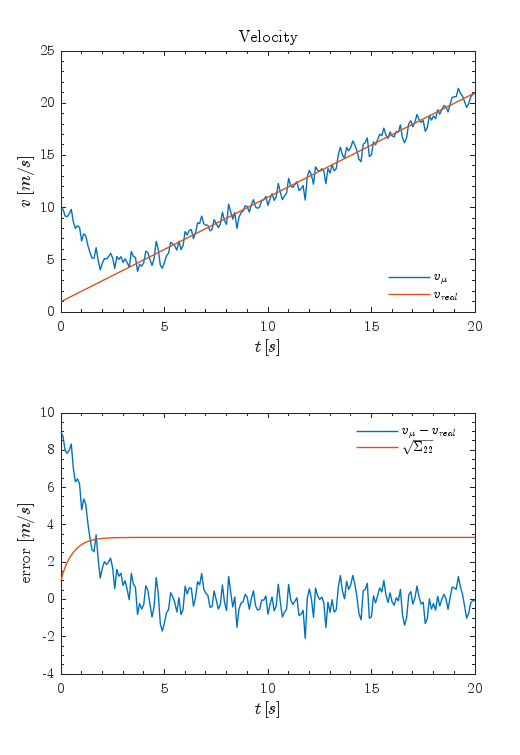 Velocity
25
20
15
10
5
0
v [m/s]
v_μ
v_real
0 5 10 15 20
t [s]
10
8
6
4
2
0
-2
-4
error [m/s]
v_μ − v_real
√Σ_22
0 5 10 15 20
t [s]